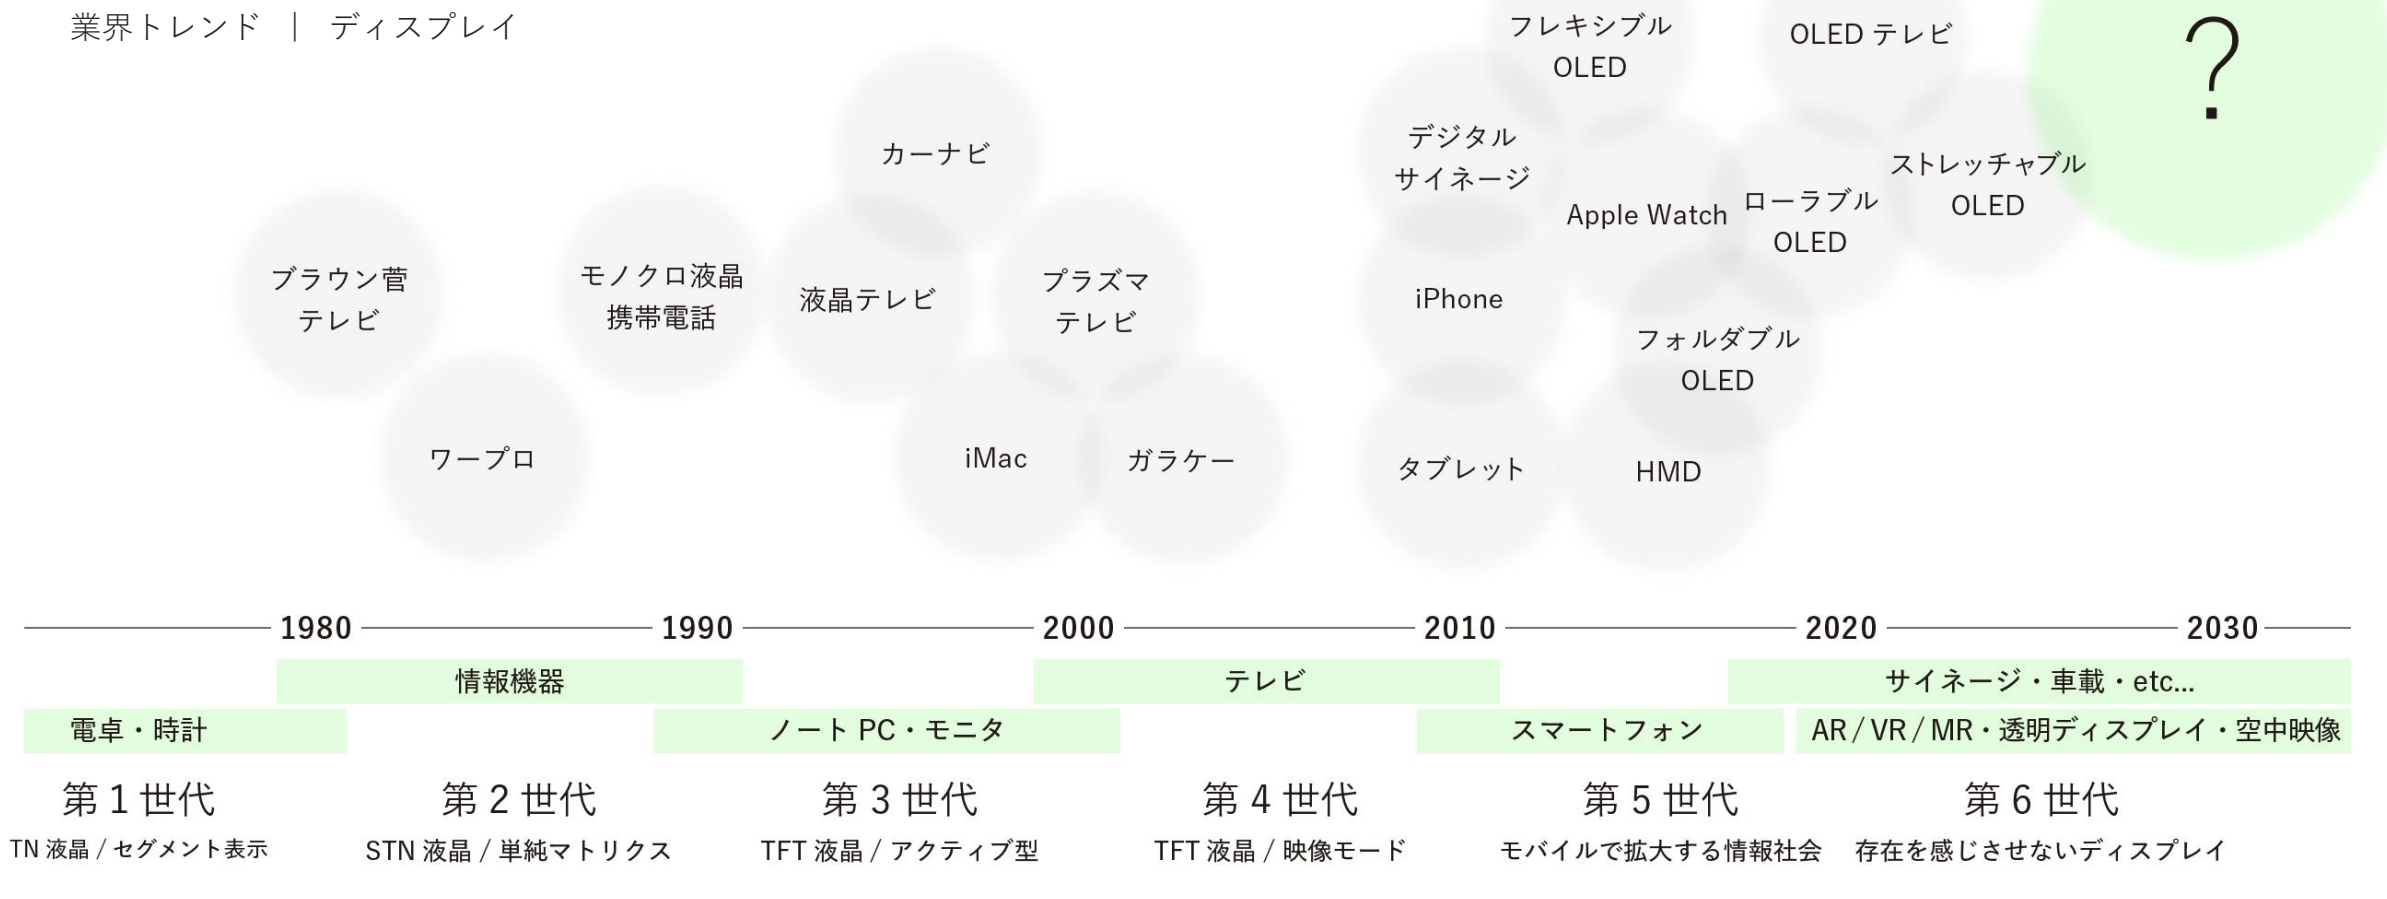 業界トレンド | ディスプレイ
フレキシブル
OLED
OLED テレビ
?
カーナビ
デジタル
サイネージ
Apple Watch
ローラブル
OLED
ストレッチャブル
OLED
ブラウン菅
テレビ
モノクロ液晶
携帯電話
液晶テレビ
プラズマ
テレビ
iPhone
フォルダブル
OLED
ワープロ
iMac
ガラケー
タブレット
HMD
1980 1990 2000 2010 2020 2030
情報機器 テレビ サイネージ・車載・etc...
電卓・時計 ノート PC・モニタ スマートフォン AR / VR / MR・透明ディスプレイ・空中映像
第 1 世代 第 2 世代 第 3 世代 第 4 世代 第 5 世代 第 6 世代
TN 液晶 / セグメント表示 STN 液晶 / 単純マトリクス TFT 液晶 / アクティブ型 TFT 液晶 / 映像モード モバイルで拡大する情報社会 存在を感じさせないディスプレイ